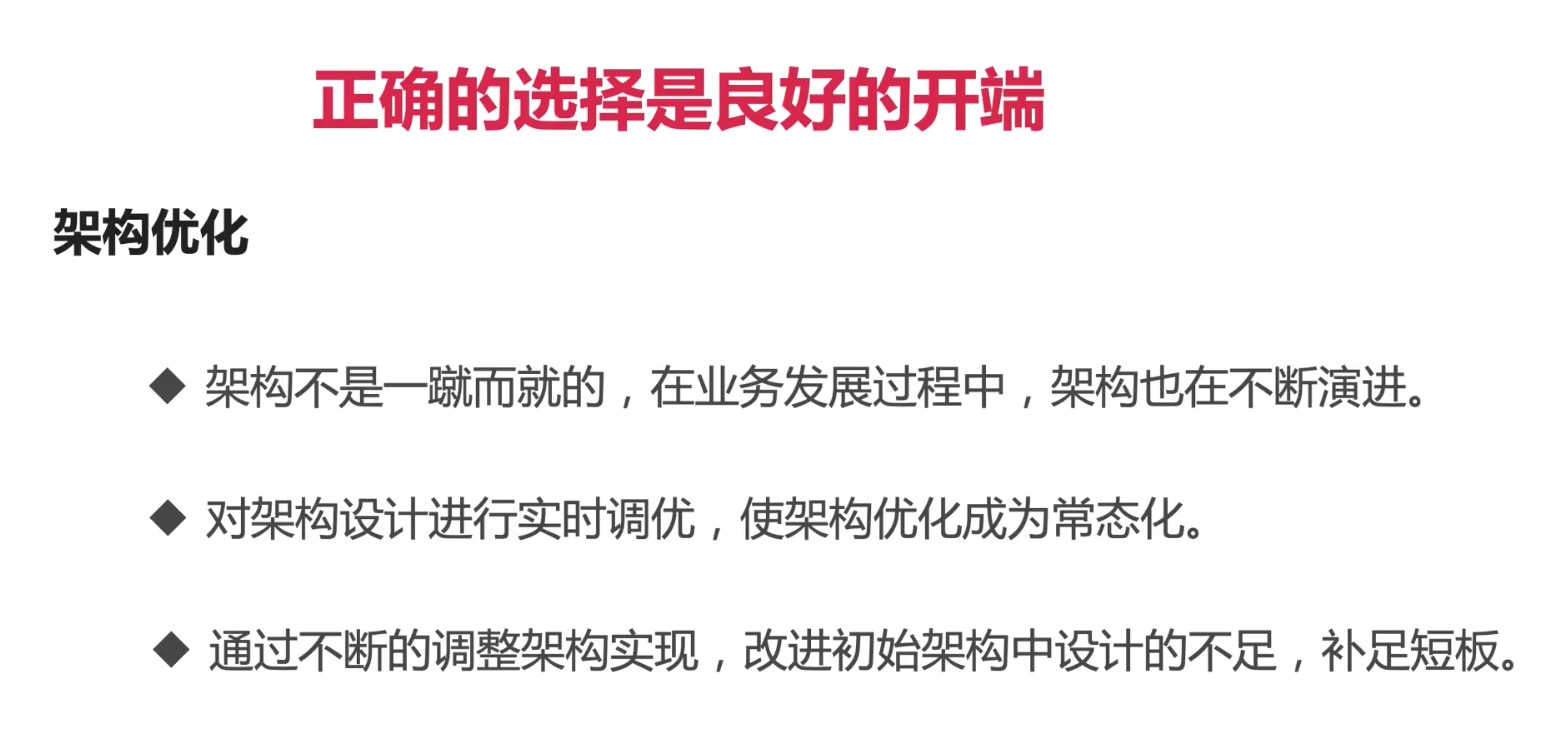 正确的选择是良好的开端
架构优化
◆ 架构不是一蹴而就的，在业务发展过程中，架构也在不断演进。
◆ 对架构设计进行实时调优，使架构优化成为常态化。
◆ 通过不断的调整架构实现，改进初始架构中设计的不足，补足短板。